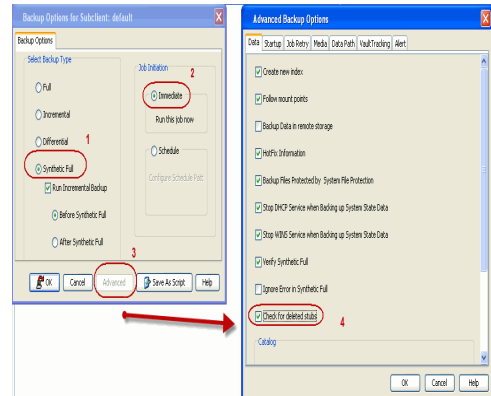 Backup Options for Subclient: default
Backup Options
Select Backup Type
Full
Incremental
Differential
1
Synthetic Full
Run Incremental Backup
Before Synthetic Full
After Synthetic Full
Job Initiation
2
Immediate
Run this job now
Schedule
Configure Schedule Patt
3
OK
Cancel
Advanced
Save As Script
Help
Advanced Backup Options
Data
Startup
Job Retry
Media
Data Path
VaultTracking
Alert
Create new index
Follow mount points
Backup Data in remote storage
HotFix Information
Backup Files Protected by System File Protection
Stop DHCP Service when Backing up System State Data
Stop WINS Service when Backing up System State Data
Verify Synthetic Full
Ignore Error in Synthetic Full
Check for deleted stubs
4
Catalog
OK
Cancel
Help